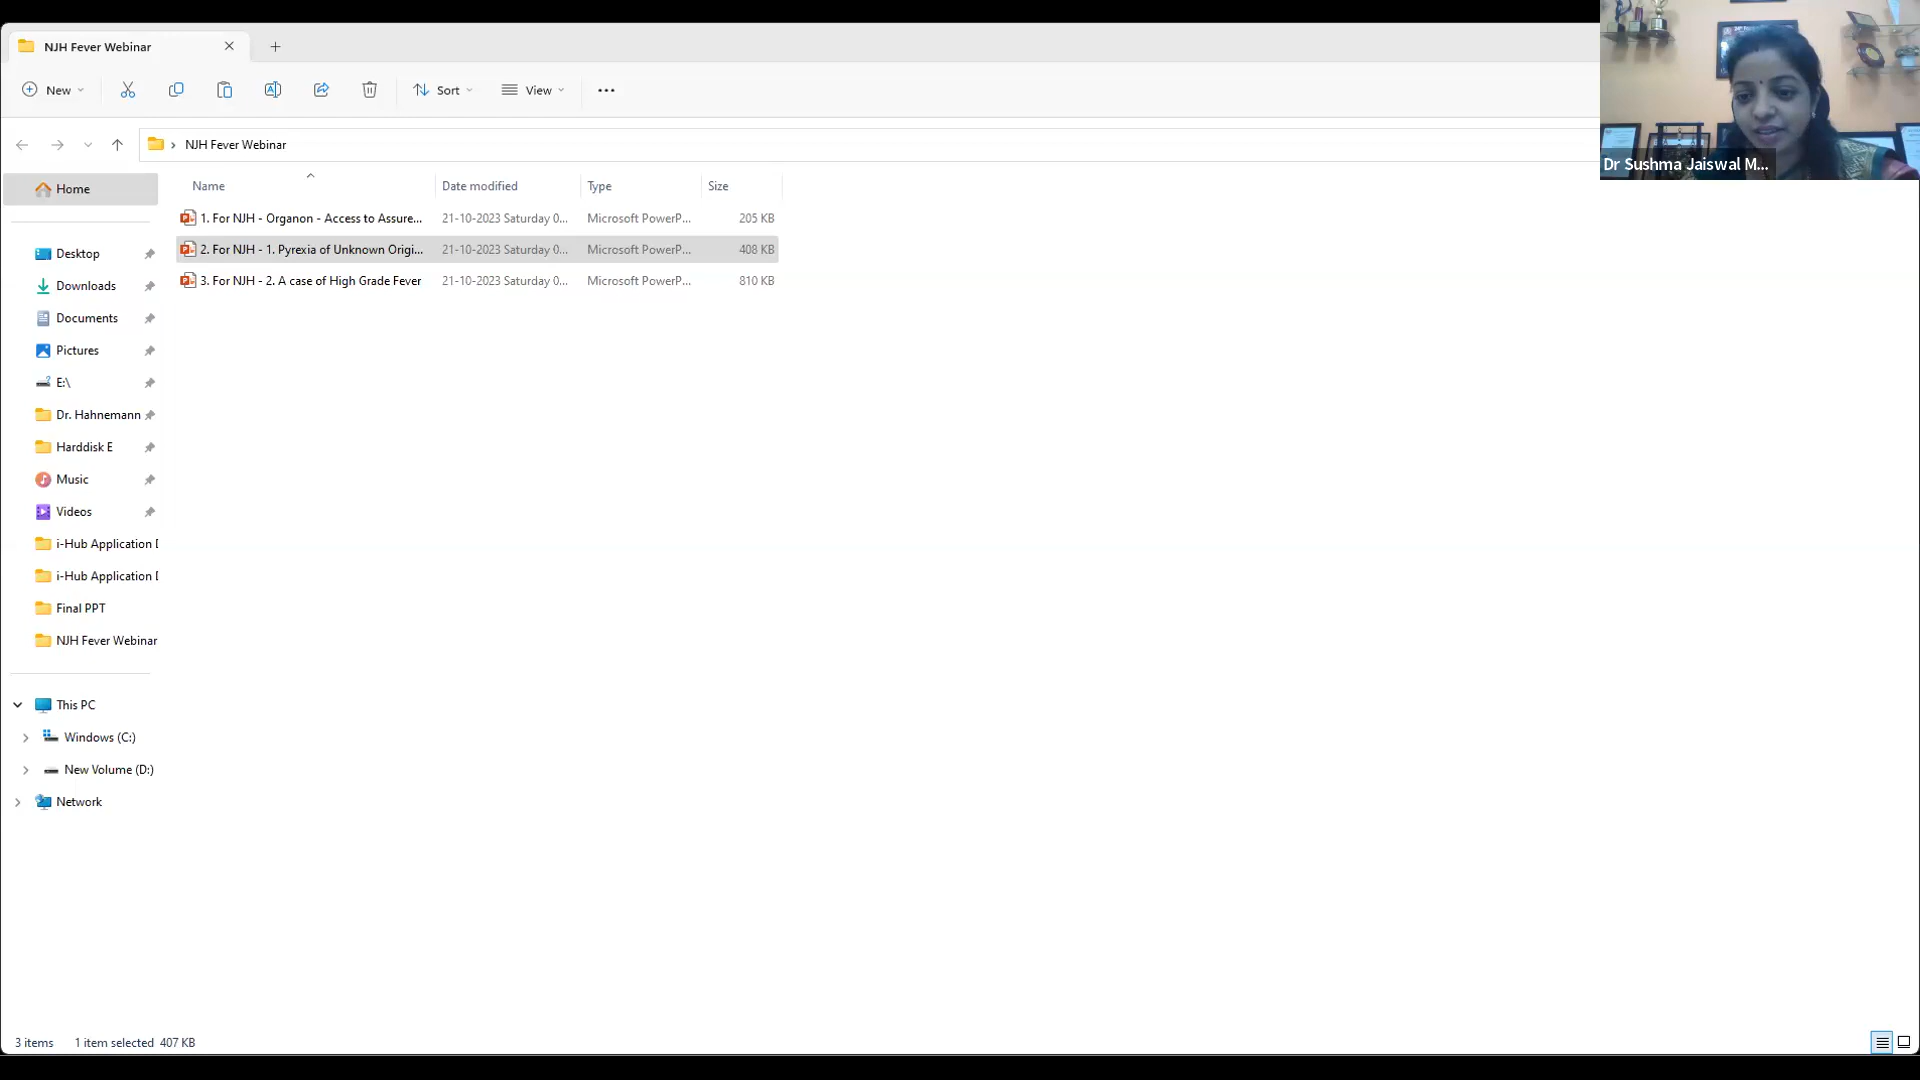 NJH Fever Webinar
New
Sort
View
NJH Fever Webinar
Dr Sushma Jaiswal M...
Home
Name Date modified Type Size
1. For NJH - Organon - Access to Assure... 21-10-2023 Saturday 0... Microsoft PowerP... 205 KB
2. For NJH - 1. Pyrexia of Unknown Origi... 21-10-2023 Saturday 0... Microsoft PowerP... 408 KB
3. For NJH - 2. A case of High Grade Fever 21-10-2023 Saturday 0... Microsoft PowerP... 810 KB
Desktop
Downloads
Documents
Pictures
E:\
Dr. Hahnemann
Harddisk E
Music
Videos
i-Hub Application
i-Hub Application
Final PPT
NJH Fever Webinar
This PC
Windows (C:)
New Volume (D:)
Network
3 items 1 item selected 407 KB